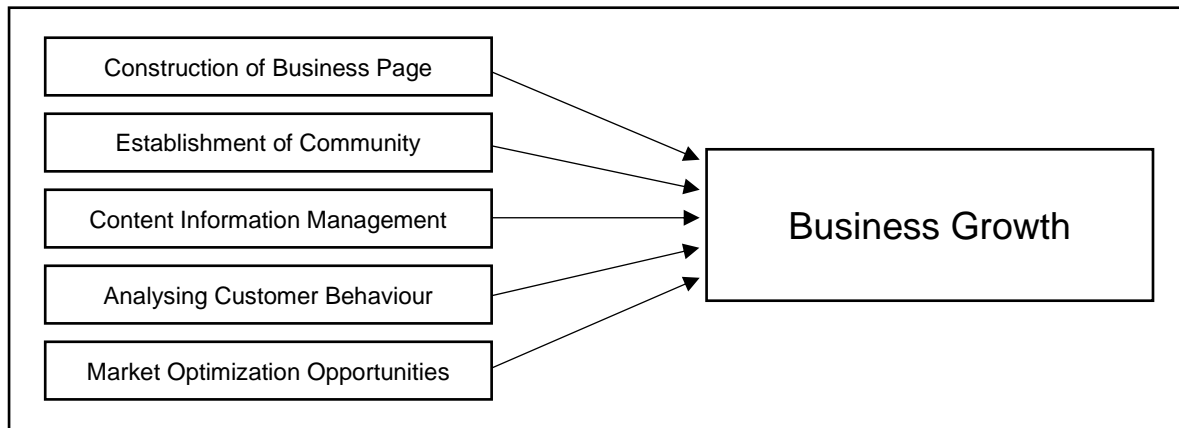 Construction of Business Page
Establishment of Community
Content Information Management
Analysing Customer Behaviour
Market Optimization Opportunities
Business Growth